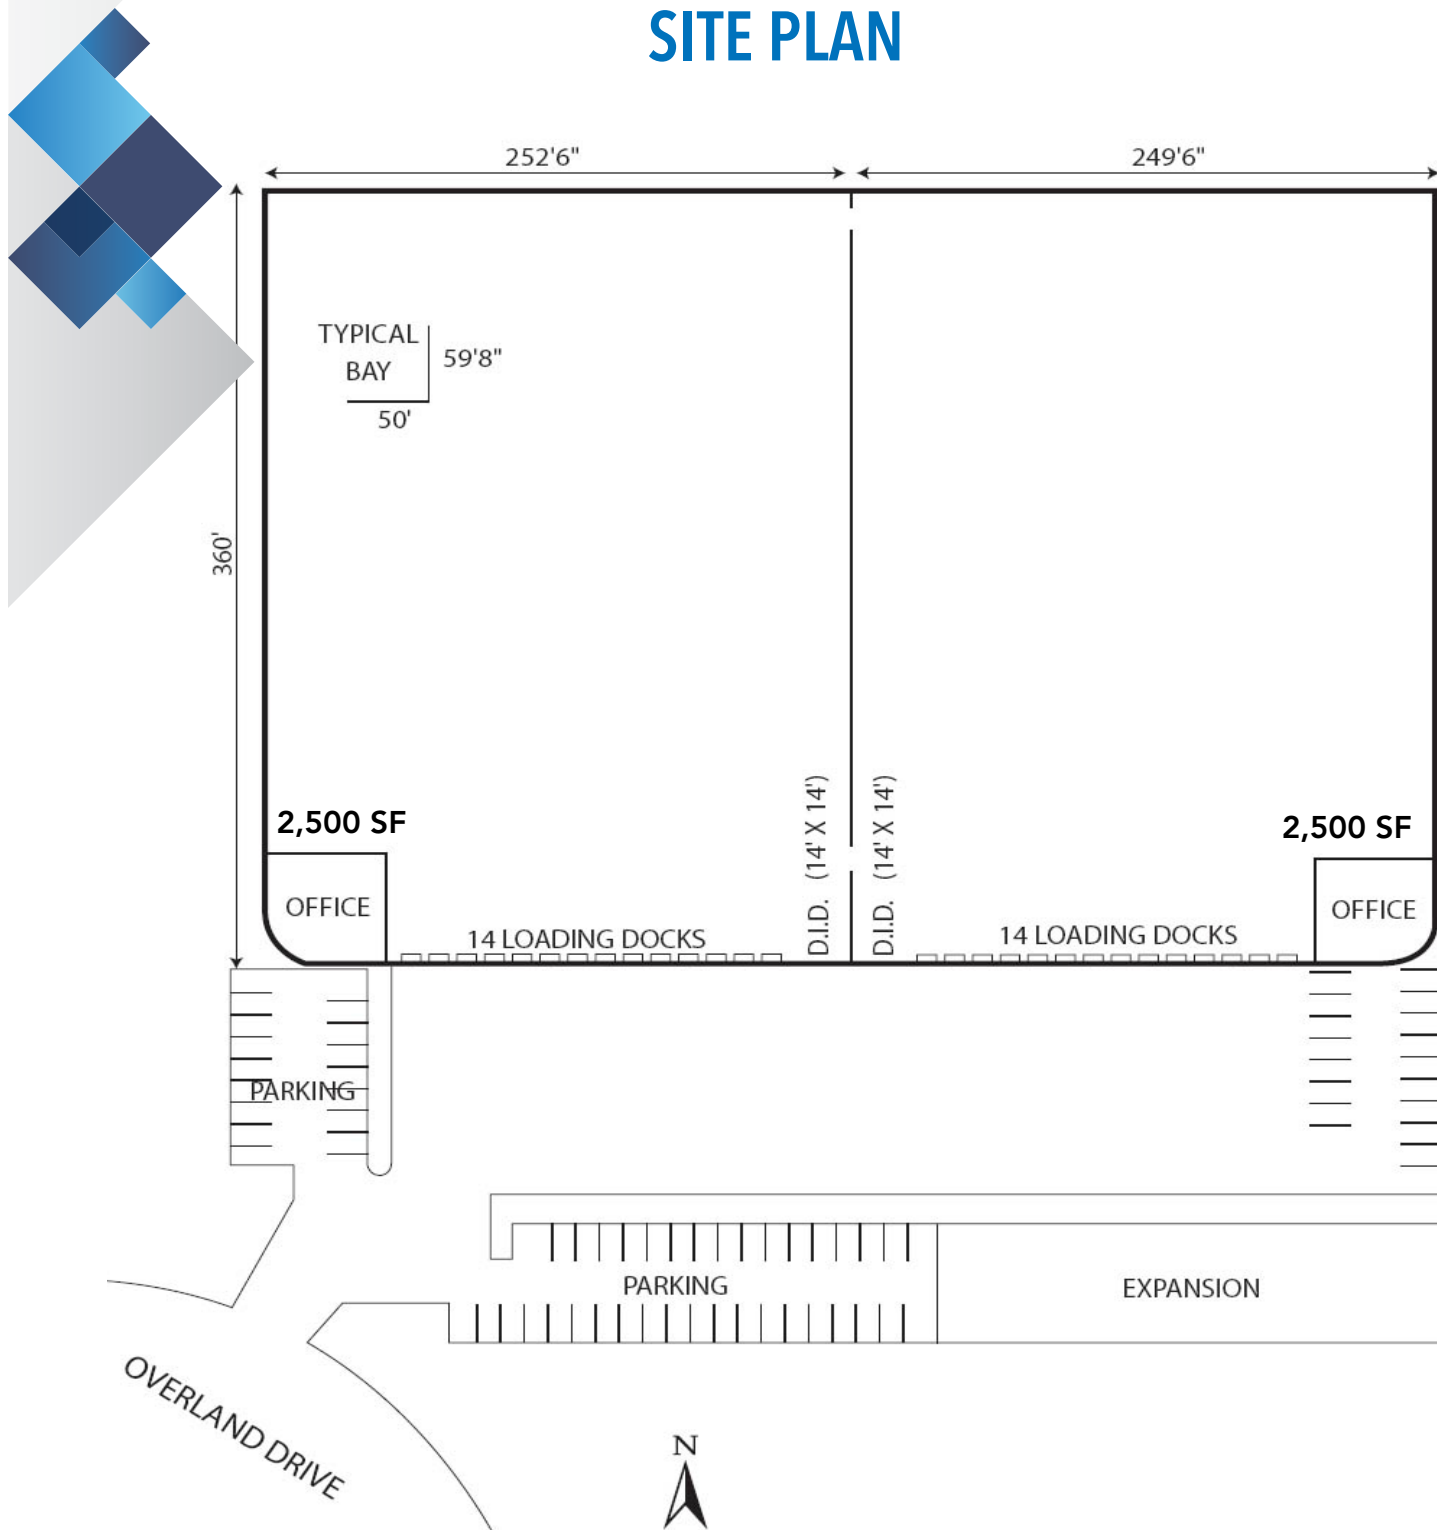 SITE PLAN
252'6"
249'6"
TYPICAL
BAY
59'8"
50'
360'
2,500 SF
OFFICE
14 LOADING DOCKS
D.I.D. (14' X 14')
D.I.D. (14' X 14')
14 LOADING DOCKS
2,500 SF
OFFICE
PARKING
PARKING
EXPANSION
OVERLAND DRIVE
N